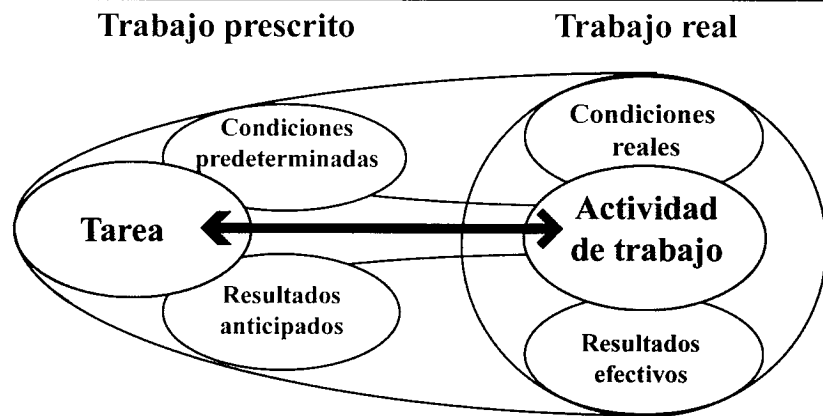 Trabajo prescrito
Trabajo real
Condiciones
predeterminadas
Condiciones
reales
Tarea
Actividad
de trabajo
Resultados
anticipados
Resultados
efectivos